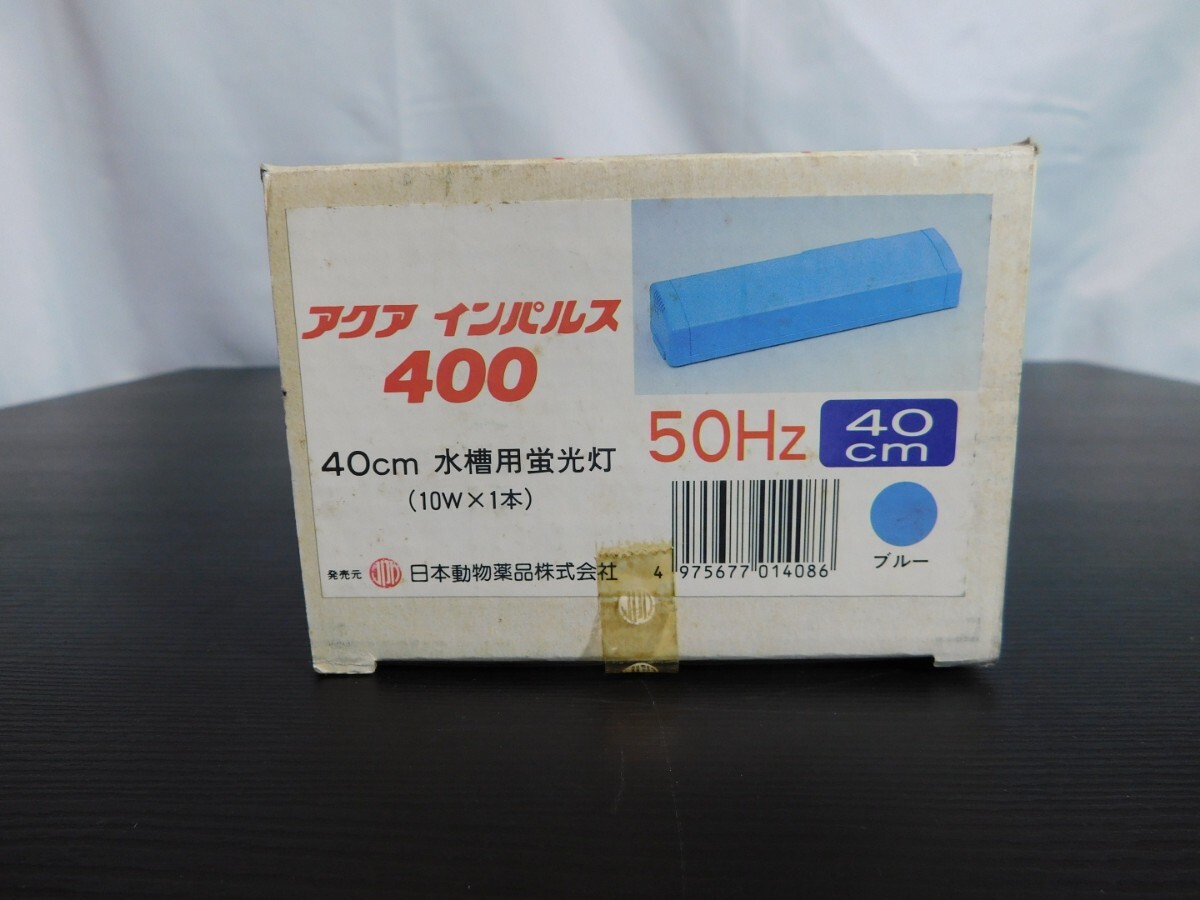 アクア インパルス
400
40cm 水槽用蛍光灯
(10W×1本)
発売元 JDD 日本動物薬品株式会社
50Hz
40
cm
ブルー
4 975677 014086